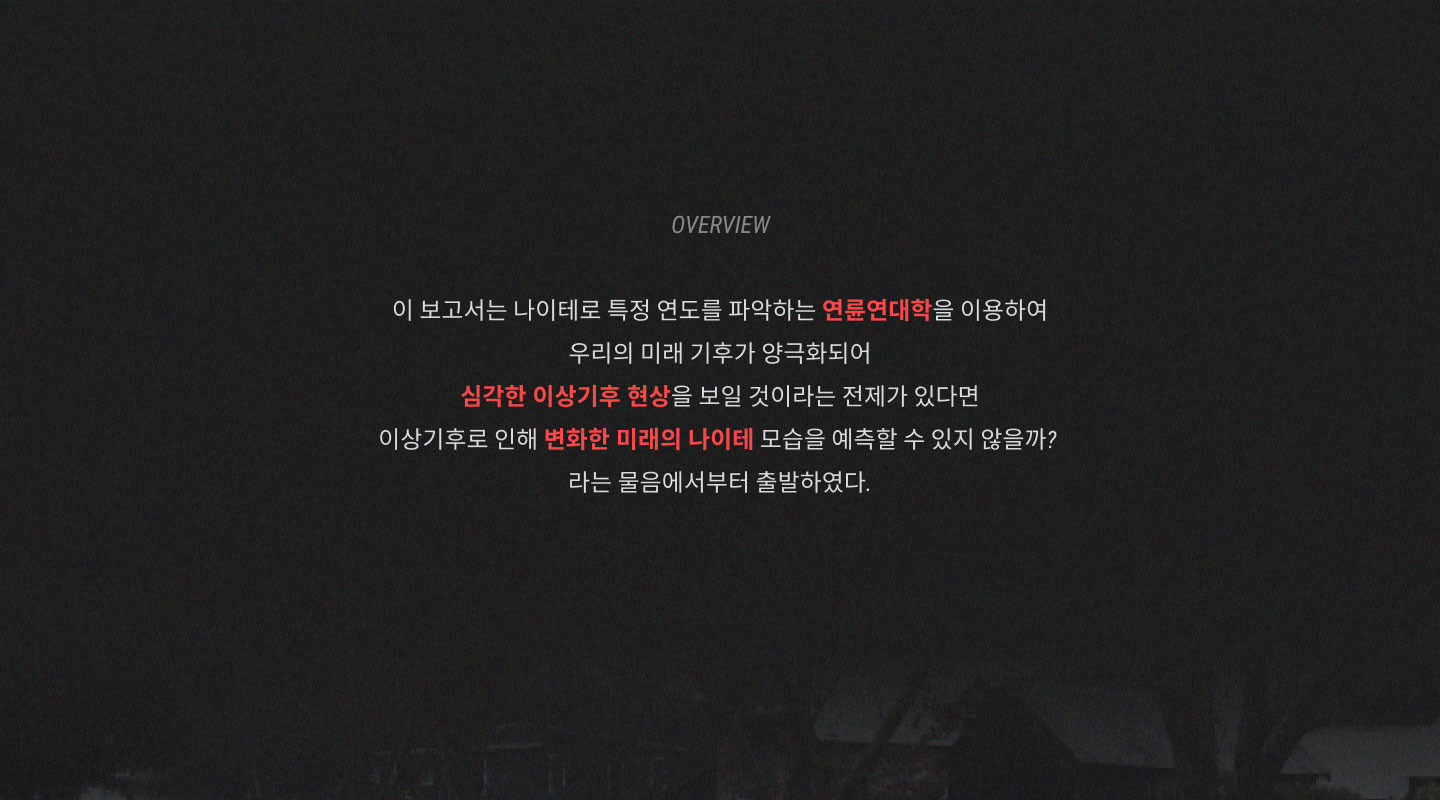 OVERVIEW
이 보고서는 나이테로 특정 연도를 파악하는 연륜연대학을 이용하여
우리의 미래 기후가 양극화되어
심각한 이상기후 현상을 보일 것이라는 전제가 있다면
이상기후로 인해 변화한 미래의 나이테 모습을 예측할 수 있지 않을까?
라는 물음에서부터 출발하였다.